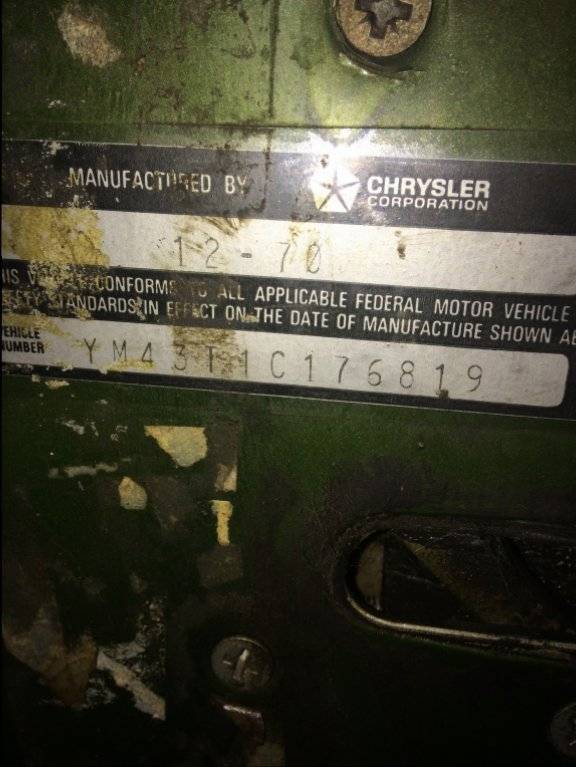 MANUFACTURED BY CHRYSLER
CORPORATION
12-70
CONFORMS TO ALL APPLICABLE FEDERAL MOTOR VEHICLE
STANDARDS IN EFFECT ON THE DATE OF MANUFACTURE SHOWN
VEHICLE
NUMBER
YM43T1C176819